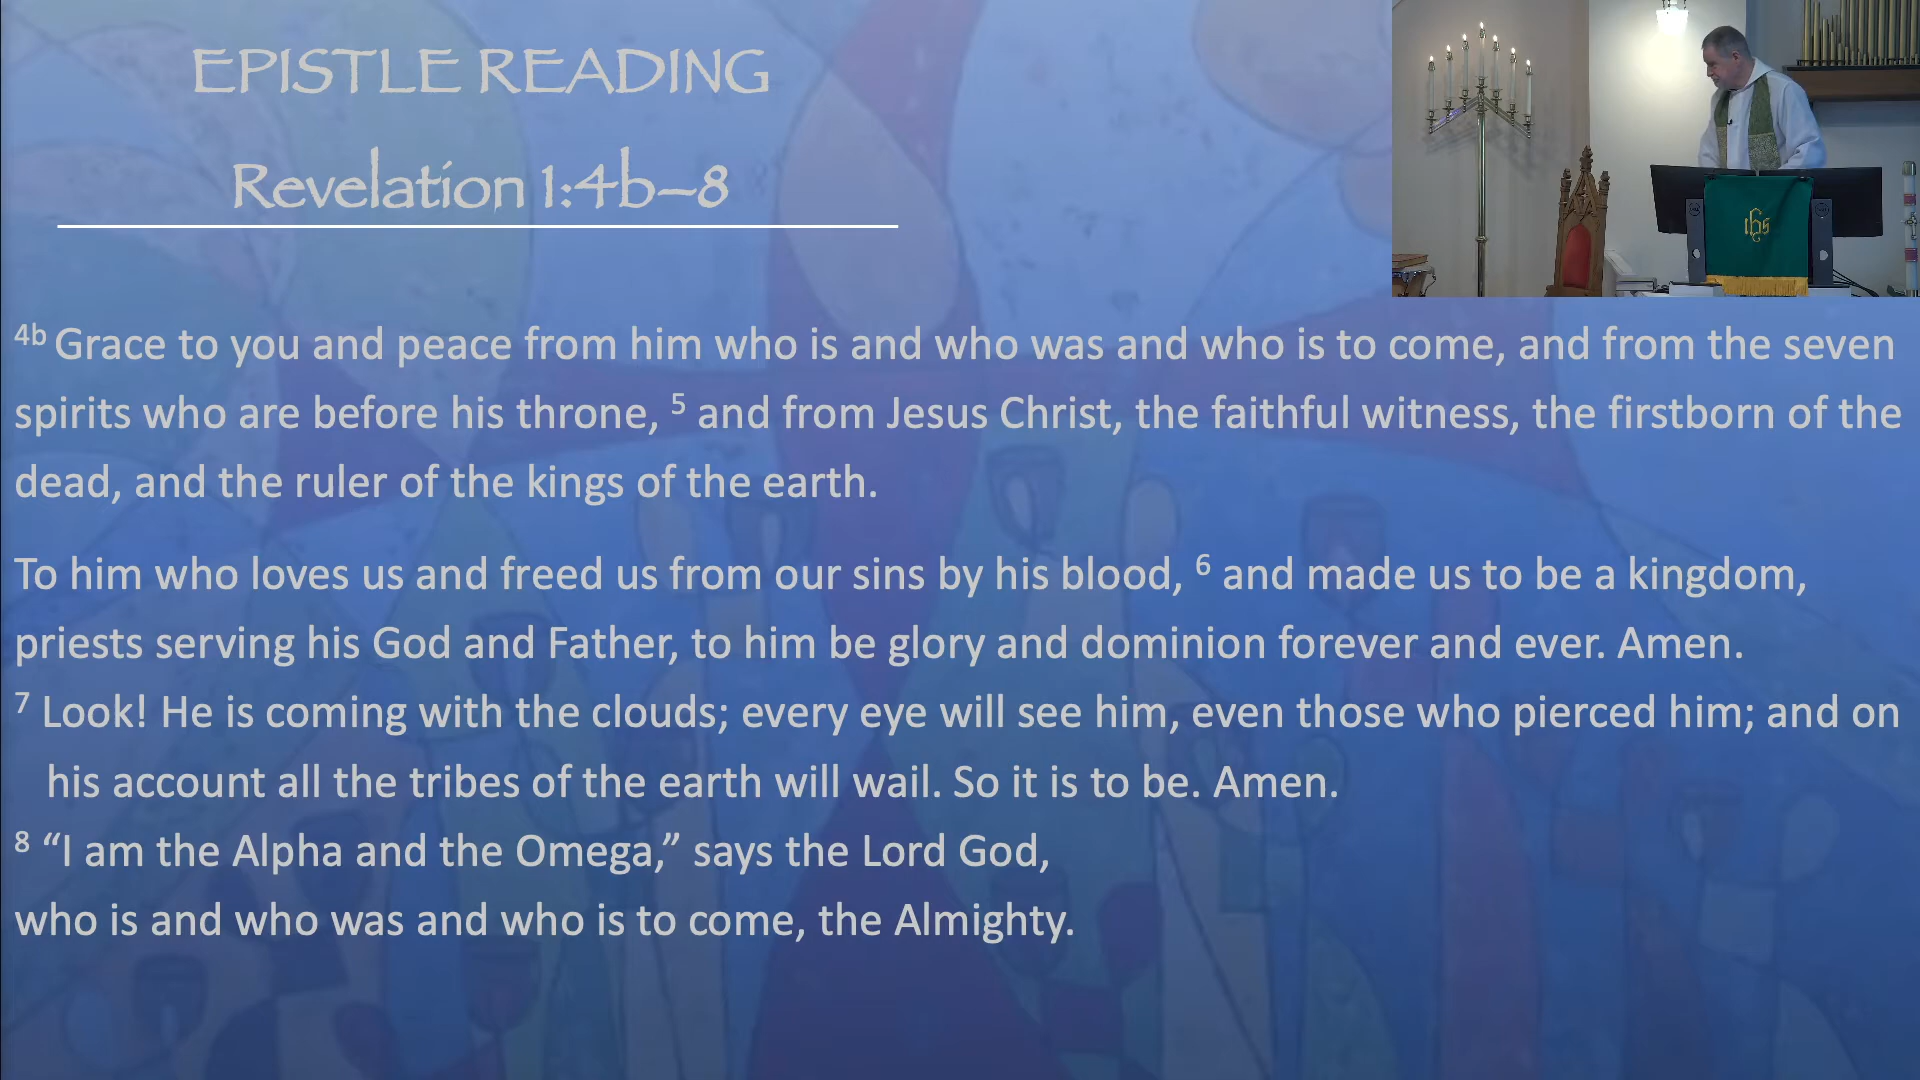 EPISTLE READING
Revelation 1:4b–8
4b Grace to you and peace from him who is and who was and who is to come, and from the seven
spirits who are before his throne, 5 and from Jesus Christ, the faithful witness, the firstborn of the
dead, and the ruler of the kings of the earth.
To him who loves us and freed us from our sins by his blood, 6 and made us to be a kingdom,
priests serving his God and Father, to him be glory and dominion forever and ever. Amen.
7 Look! He is coming with the clouds; every eye will see him, even those who pierced him; and on
his account all the tribes of the earth will wail. So it is to be. Amen.
8 “I am the Alpha and the Omega,” says the Lord God,
who is and who was and who is to come, the Almighty.
IHS